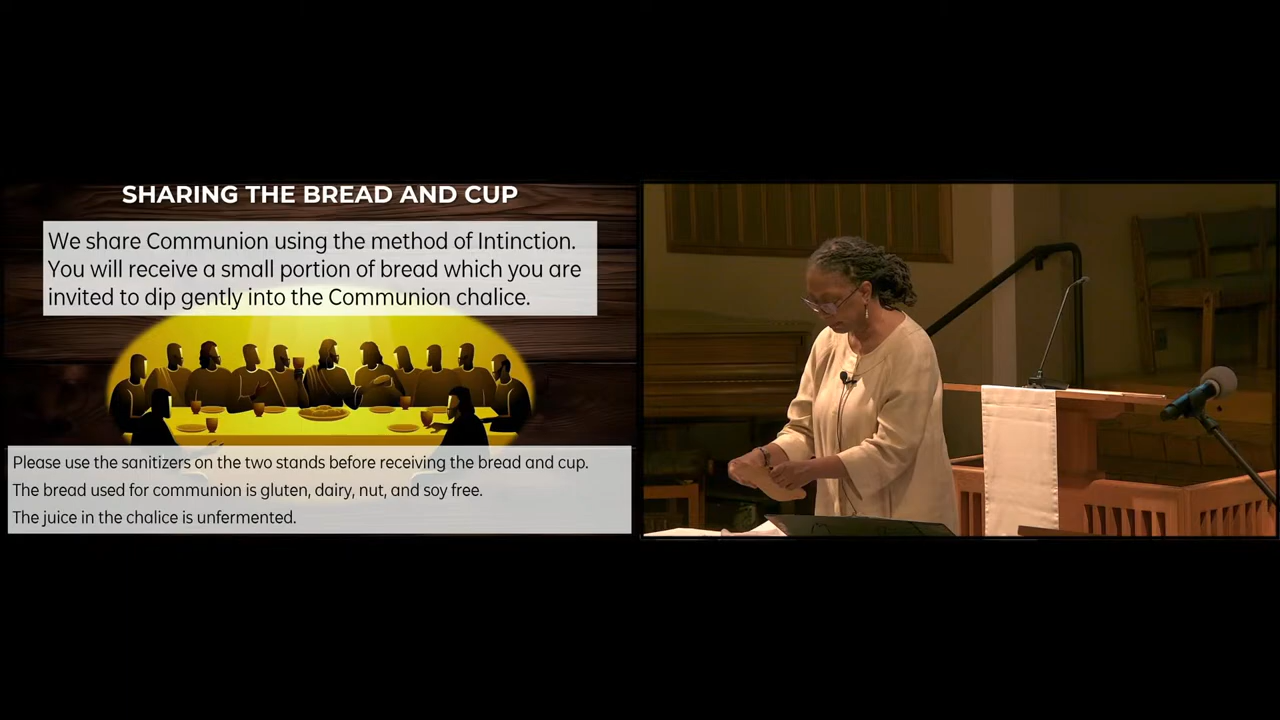 SHARING THE BREAD AND CUP
We share Communion using the method of Intinction.
You will receive a small portion of bread which you are
invited to dip gently into the Communion chalice.
Please use the sanitizers on the two stands before receiving the bread and cup.
The bread used for communion is gluten, dairy, nut, and soy free.
The juice in the chalice is unfermented.